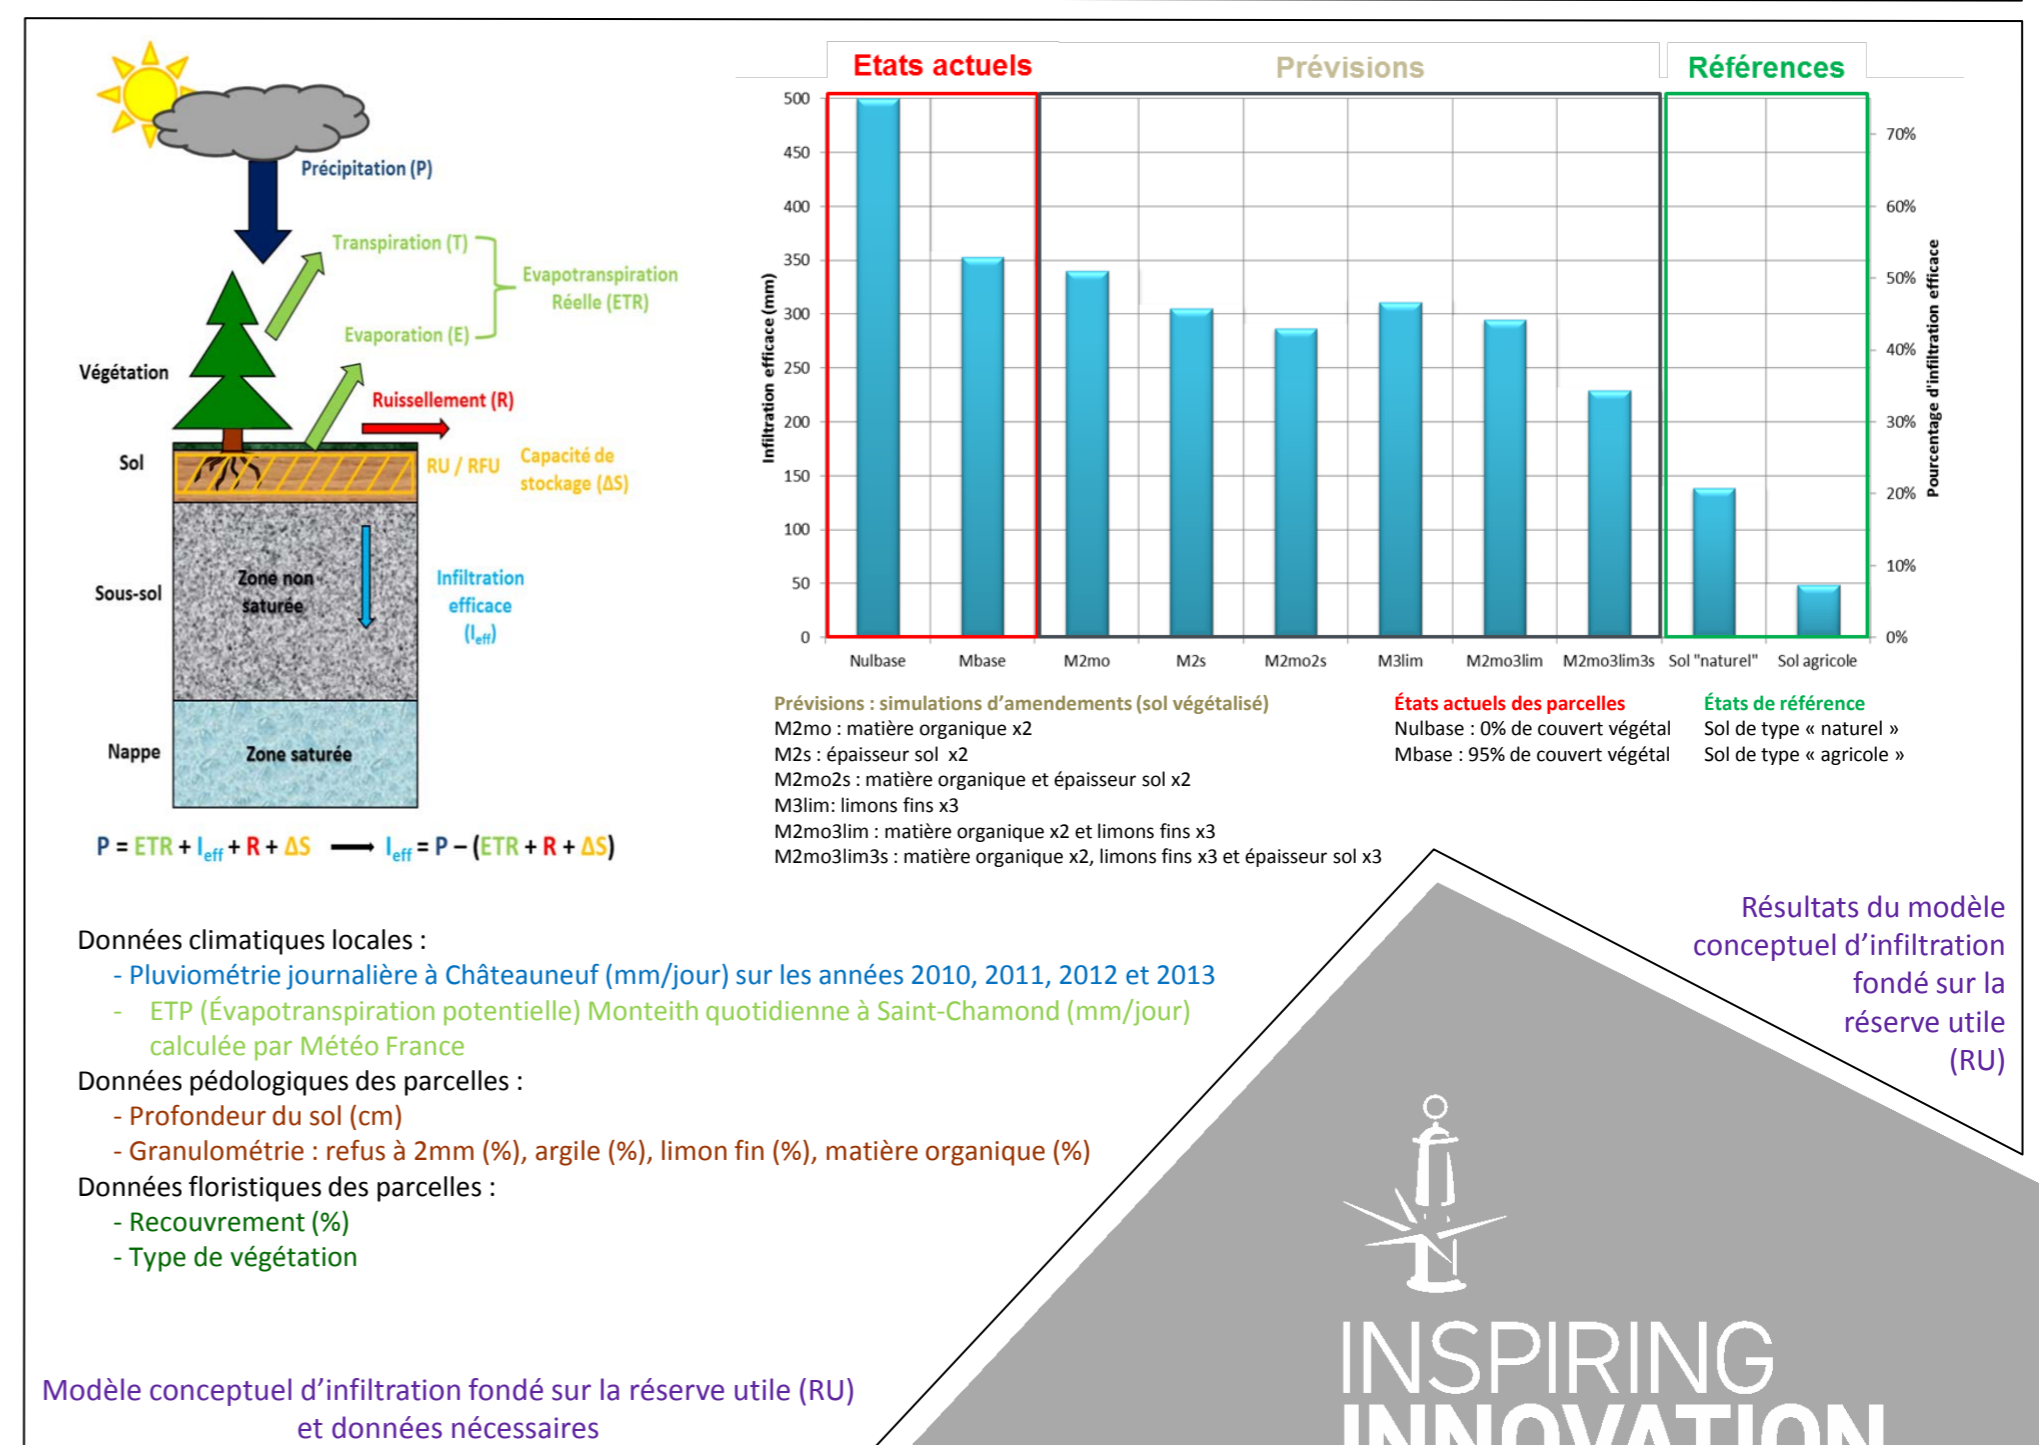 Précipitation (P)
Transpiration (T)
Evapotranspiration
Réelle (ETR)
Evaporation (E)
Végétation
Ruissellement (R)
Sol
RU / RFU
Capacité de
stockage (ΔS)
Sous-sol
Zone non
saturée
Infiltration
efficace
(Ieff)
Nappe
Zone saturée
P = ETR + Ieff + R + ΔS → Ieff = P – (ETR + R + ΔS)
Etats actuels
Prévisions
Références
Infiltration efficace (mm)
500
450
400
350
300
250
200
150
100
50
0
70%
60%
50%
40%
30%
20%
10%
0%
Pourcentage d'infiltration efficace
Nulbase Mbase M2mo M2s M2mo2s M3lim M2mo3lim M2mo3lim3s Sol "naturel" Sol agricole
Prévisions : simulations d’amendements (sol végétalisé)
M2mo : matière organique x2
M2s : épaisseur sol x2
M2mo2s : matière organique et épaisseur sol x2
M3lim: limons fins x3
M2mo3lim : matière organique x2 et limons fins x3
M2mo3lim3s : matière organique x2, limons fins x3 et épaisseur sol x3
États actuels des parcelles
Nulbase : 0% de couvert végétal
Mbase : 95% de couvert végétal
États de référence
Sol de type « naturel »
Sol de type « agricole »
Résultats du modèle
conceptuel d’infiltration
fondé sur la
réserve utile
(RU)
Données climatiques locales :
- Pluviométrie journalière à Châteauneuf (mm/jour) sur les années 2010, 2011, 2012 et 2013
- ETP (Évapotranspiration potentielle) Monteith quotidienne à Saint-Chamond (mm/jour)
calculée par Météo France
Données pédologiques des parcelles :
- Profondeur du sol (cm)
- Granulométrie : refus à 2mm (%), argile (%), limon fin (%), matière organique (%)
Données floristiques des parcelles :
- Recouvrement (%)
- Type de végétation
Modèle conceptuel d’infiltration fondé sur la réserve utile (RU)
et données nécessaires
INSPIRING
INNOVATION